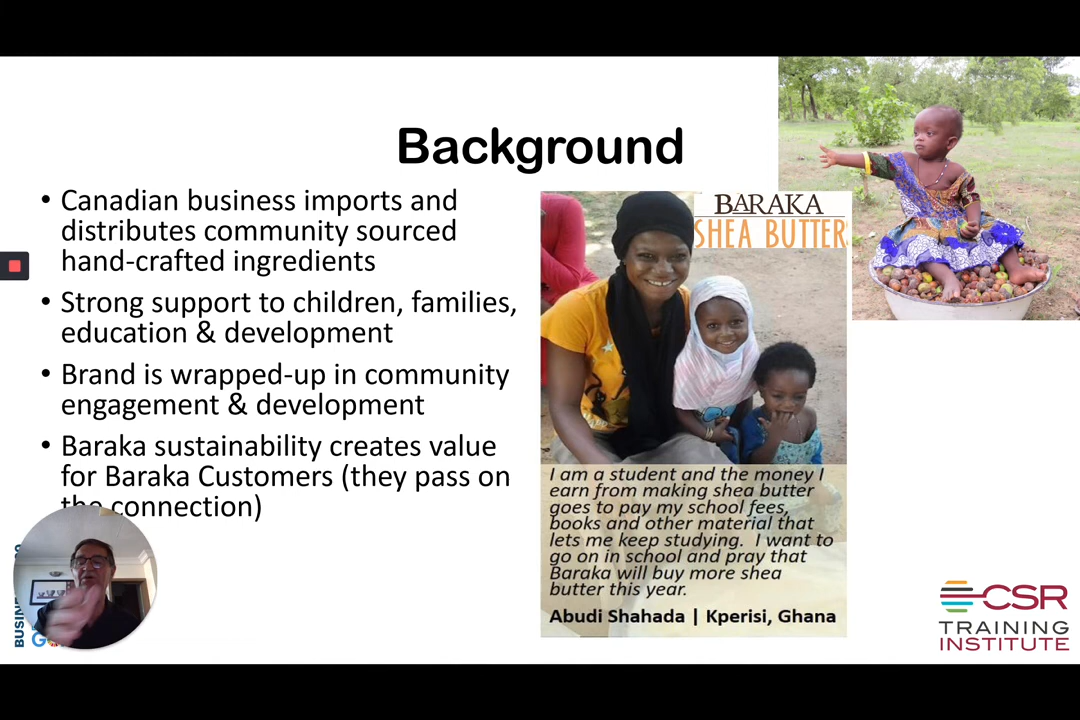 Background
• Canadian business imports and
distributes community sourced
hand-crafted ingredients
• Strong support to children, families,
education & development
• Brand is wrapped-up in community
engagement & development
• Baraka sustainability creates value
for Baraka Customers (they pass on
the connection)
BARAKA
SHEA BUTTER
I am a student and the money I
earn from making shea butter
goes to pay my school fees,
books and other material that
lets me keep studying. I want to
go on in school and pray that
Baraka will buy more shea
butter this year.
Abudi Shahada | Kperisi, Ghana
CSR
TRAINING
INSTITUTE